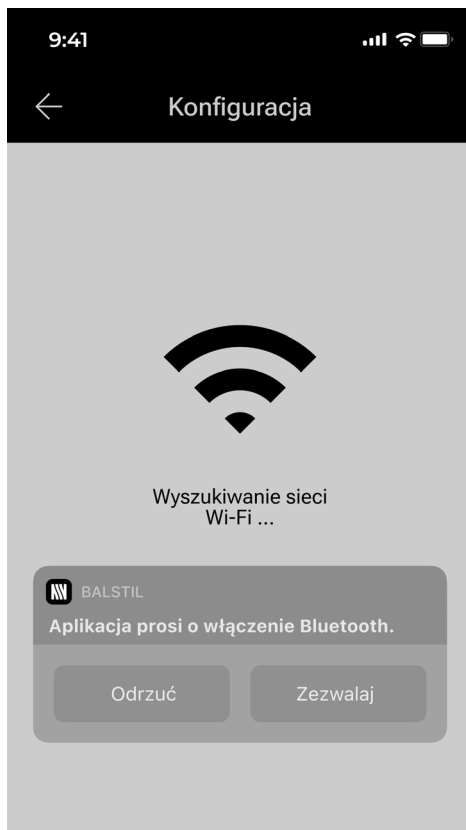 9:41
Konfiguracja
Wyszukiwanie sieci
Wi-Fi ...
BALSTIL
Aplikacja prosi o włączenie Bluetooth.
Odrzuć
Zezwalaj